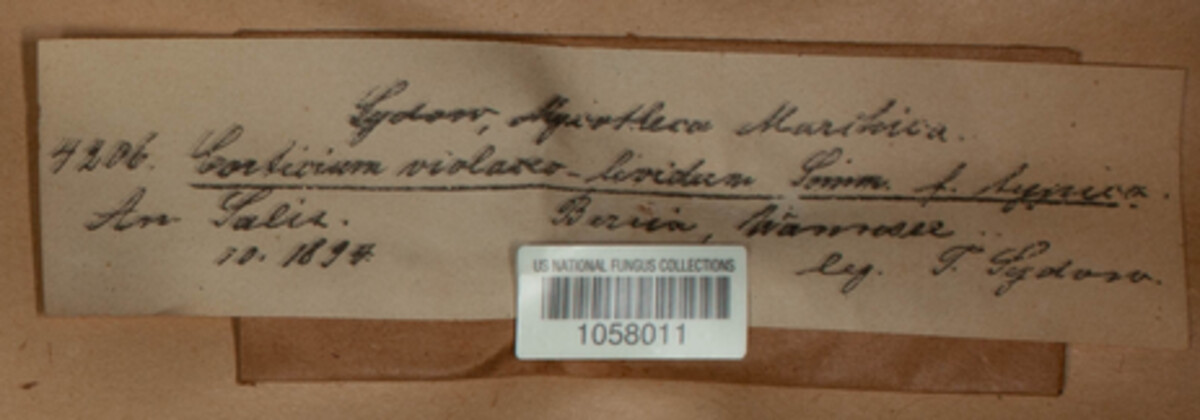 Sydow, Mycotheca Marchica.
4206. Corticium violaceo-lividum Somm. f. typica.
An Salix. Berlin, Wannsee.
10. 1894. leg. P. Sydow.
US NATIONAL FUNGUS COLLECTIONS
1058011